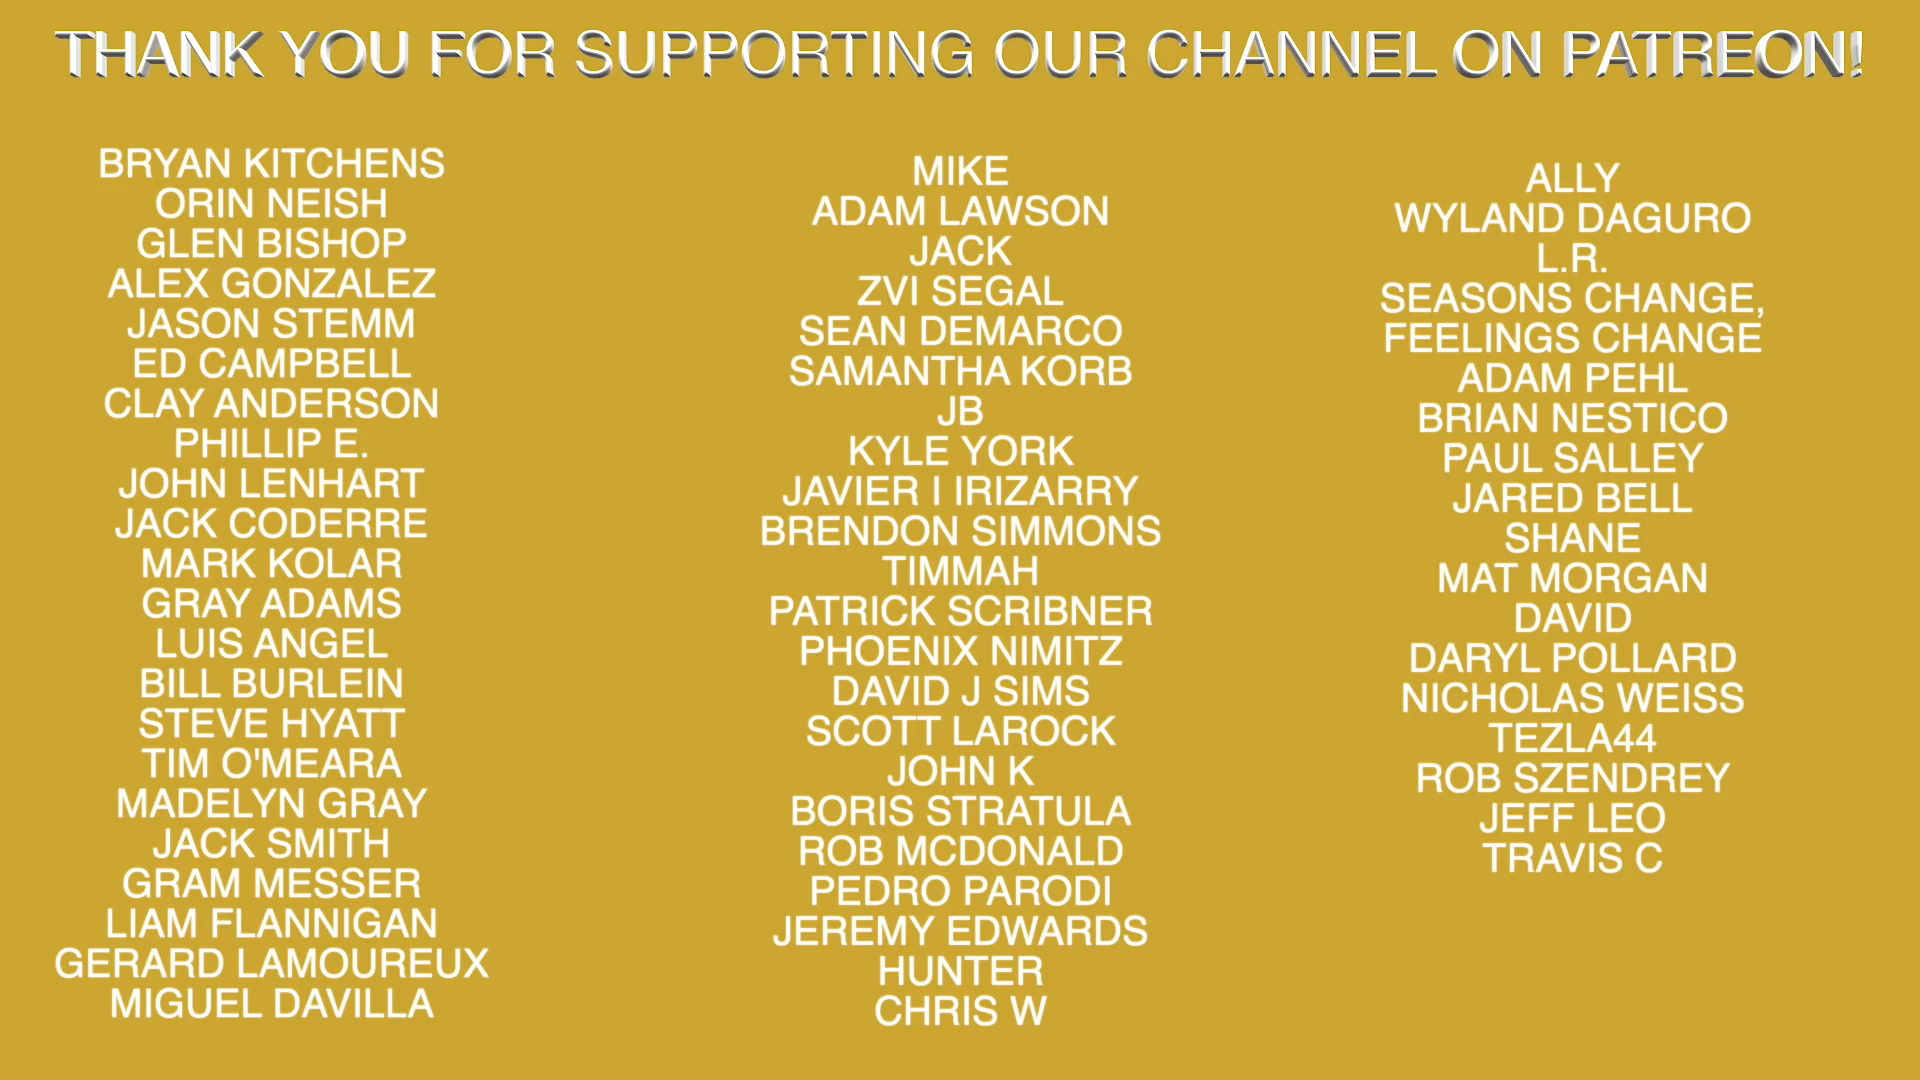 THANK YOU FOR SUPPORTING OUR CHANNEL ON PATREON!
BRYAN KITCHENS
ORIN NEISH
GLEN BISHOP
ALEX GONZALEZ
JASON STEMM
ED CAMPBELL
CLAY ANDERSON
PHILLIP E.
JOHN LENHART
JACK CODERRE
MARK KOLAR
GRAY ADAMS
LUIS ANGEL
BILL BURLEIN
STEVE HYATT
TIM O'MEARA
MADELYN GRAY
JACK SMITH
GRAM MESSER
LIAM FLANNIGAN
GERARD LAMOUREUX
MIGUEL DAVILLA
MIKE
ADAM LAWSON
JACK
ZVI SEGAL
SEAN DEMARCO
SAMANTHA KORB
JB
KYLE YORK
JAVIER I IRIZARRY
BRENDON SIMMONS
TIMMAH
PATRICK SCRIBNER
PHOENIX NIMITZ
DAVID J SIMS
SCOTT LAROCK
JOHN K
BORIS STRATULA
ROB MCDONALD
PEDRO PARODI
JEREMY EDWARDS
HUNTER
CHRIS W
ALLY
WYLAND DAGURO
L.R.
SEASONS CHANGE,
FEELINGS CHANGE
ADAM PEHL
BRIAN NESTICO
PAUL SALLEY
JARED BELL
SHANE
MAT MORGAN
DAVID
DARYL POLLARD
NICHOLAS WEISS
TEZLA44
ROB SZENDREY
JEFF LEO
TRAVIS C